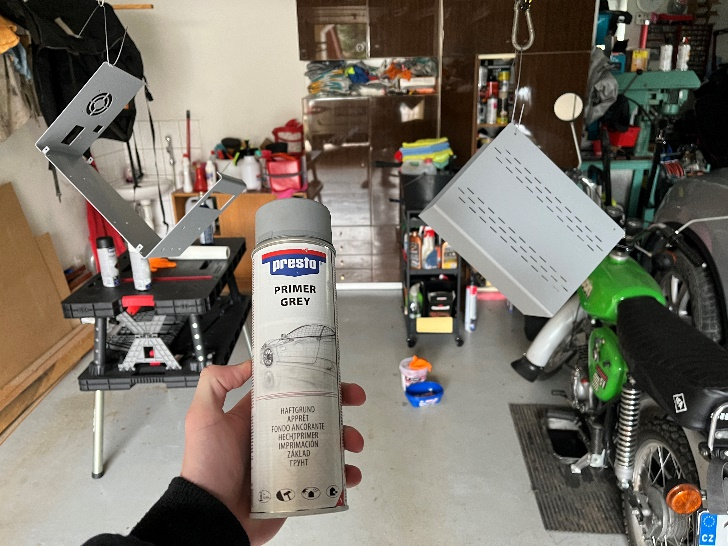 presto
PRIMER
GREY
HAFTGRUND
APPRÊT
FONDO ANCORANTE
HECHTPRIMER
IMPRIMACIÓN
ZÁKLAD
ГРУНТ
CZ